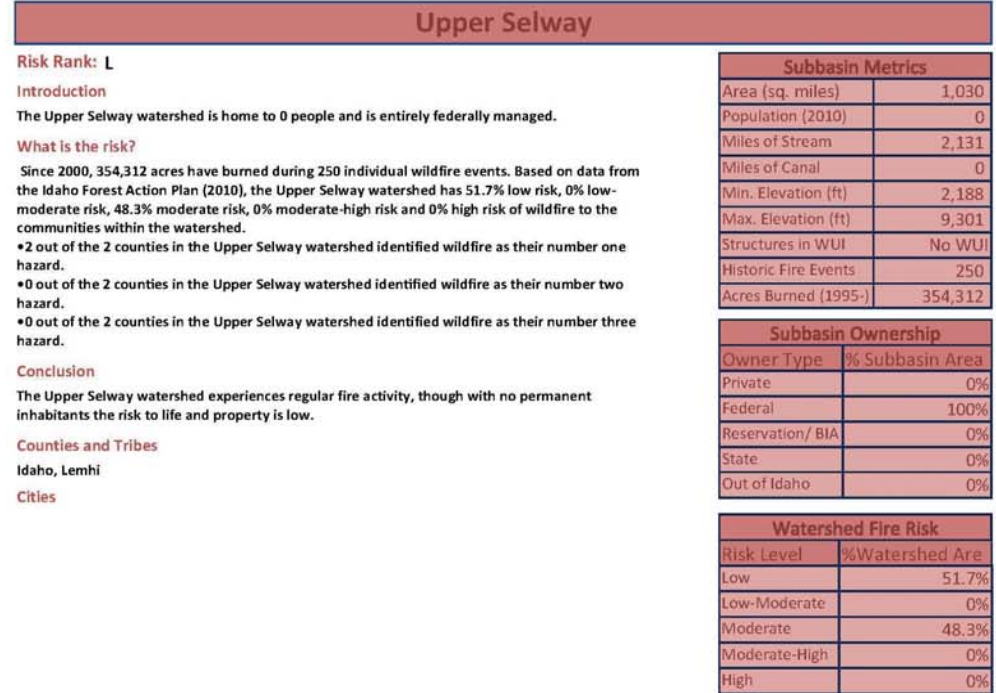 Upper Selway
Risk Rank: L
Introduction
The Upper Selway watershed is home to 0 people and is entirely federally managed.
What is the risk?
Since 2000, 354,312 acres have burned during 250 individual wildfire events. Based on data from
the Idaho Forest Action Plan (2010), the Upper Selway watershed has 51.7% low risk, 0% low-
moderate risk, 48.3% moderate risk, 0% moderate-high risk and 0% high risk of wildfire to the
communities within the watershed.
•2 out of the 2 counties in the Upper Selway watershed identified wildfire as their number one
hazard.
•0 out of the 2 counties in the Upper Selway watershed identified wildfire as their number two
hazard.
•0 out of the 2 counties in the Upper Selway watershed identified wildfire as their number three
hazard.
Conclusion
The Upper Selway watershed experiences regular fire activity, though with no permanent
inhabitants the risk to life and property is low.
Counties and Tribes
Idaho, Lemhi
Cities
Subbasin Metrics
Area (sq. miles) 1,030
Population (2010) 0
Miles of Stream 2,131
Miles of Canal 0
Min. Elevation (ft) 2,188
Max. Elevation (ft) 9,301
Structures in WUI No WUI
Historic Fire Events 250
Acres Burned (1995-) 354,312
Subbasin Ownership
Owner Type % Subbasin Area
Private 0%
Federal 100%
Reservation/ BIA 0%
State 0%
Out of Idaho 0%
Watershed Fire Risk
Risk Level %Watershed Are
Low 51.7%
Low-Moderate 0%
Moderate 48.3%
Moderate-High 0%
High 0%